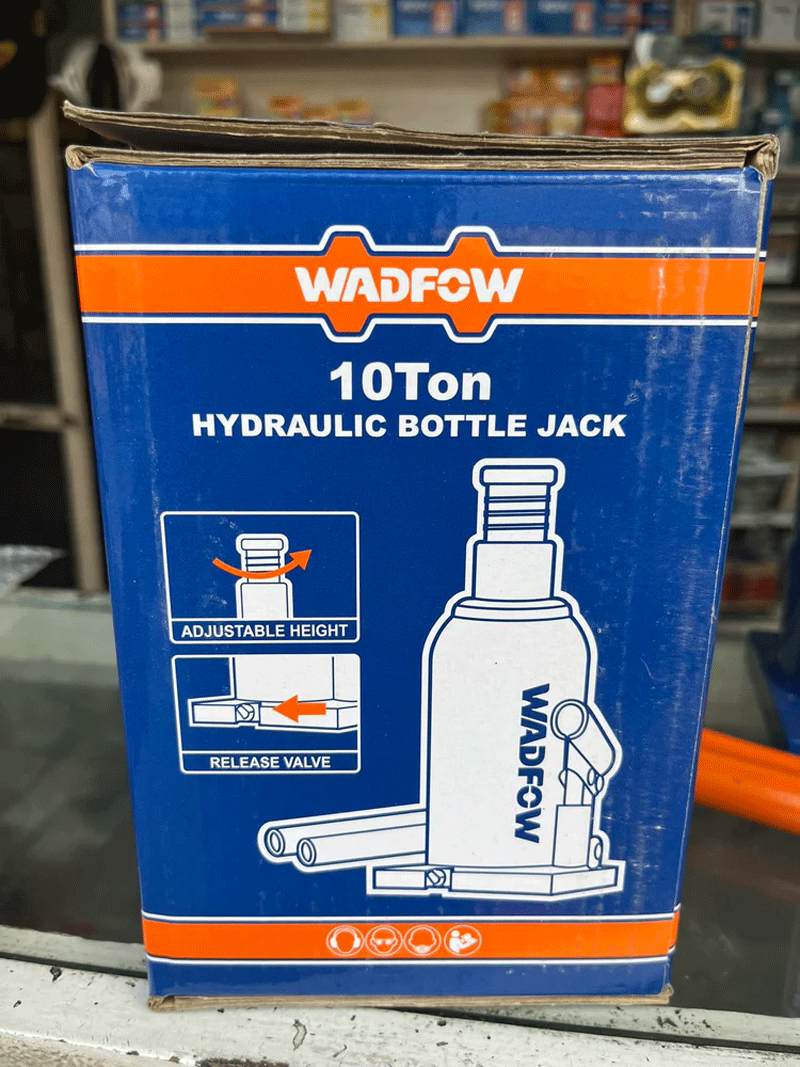 WADFOW
10Ton
HYDRAULIC BOTTLE JACK
ADJUSTABLE HEIGHT
RELEASE VALVE
WADFOW